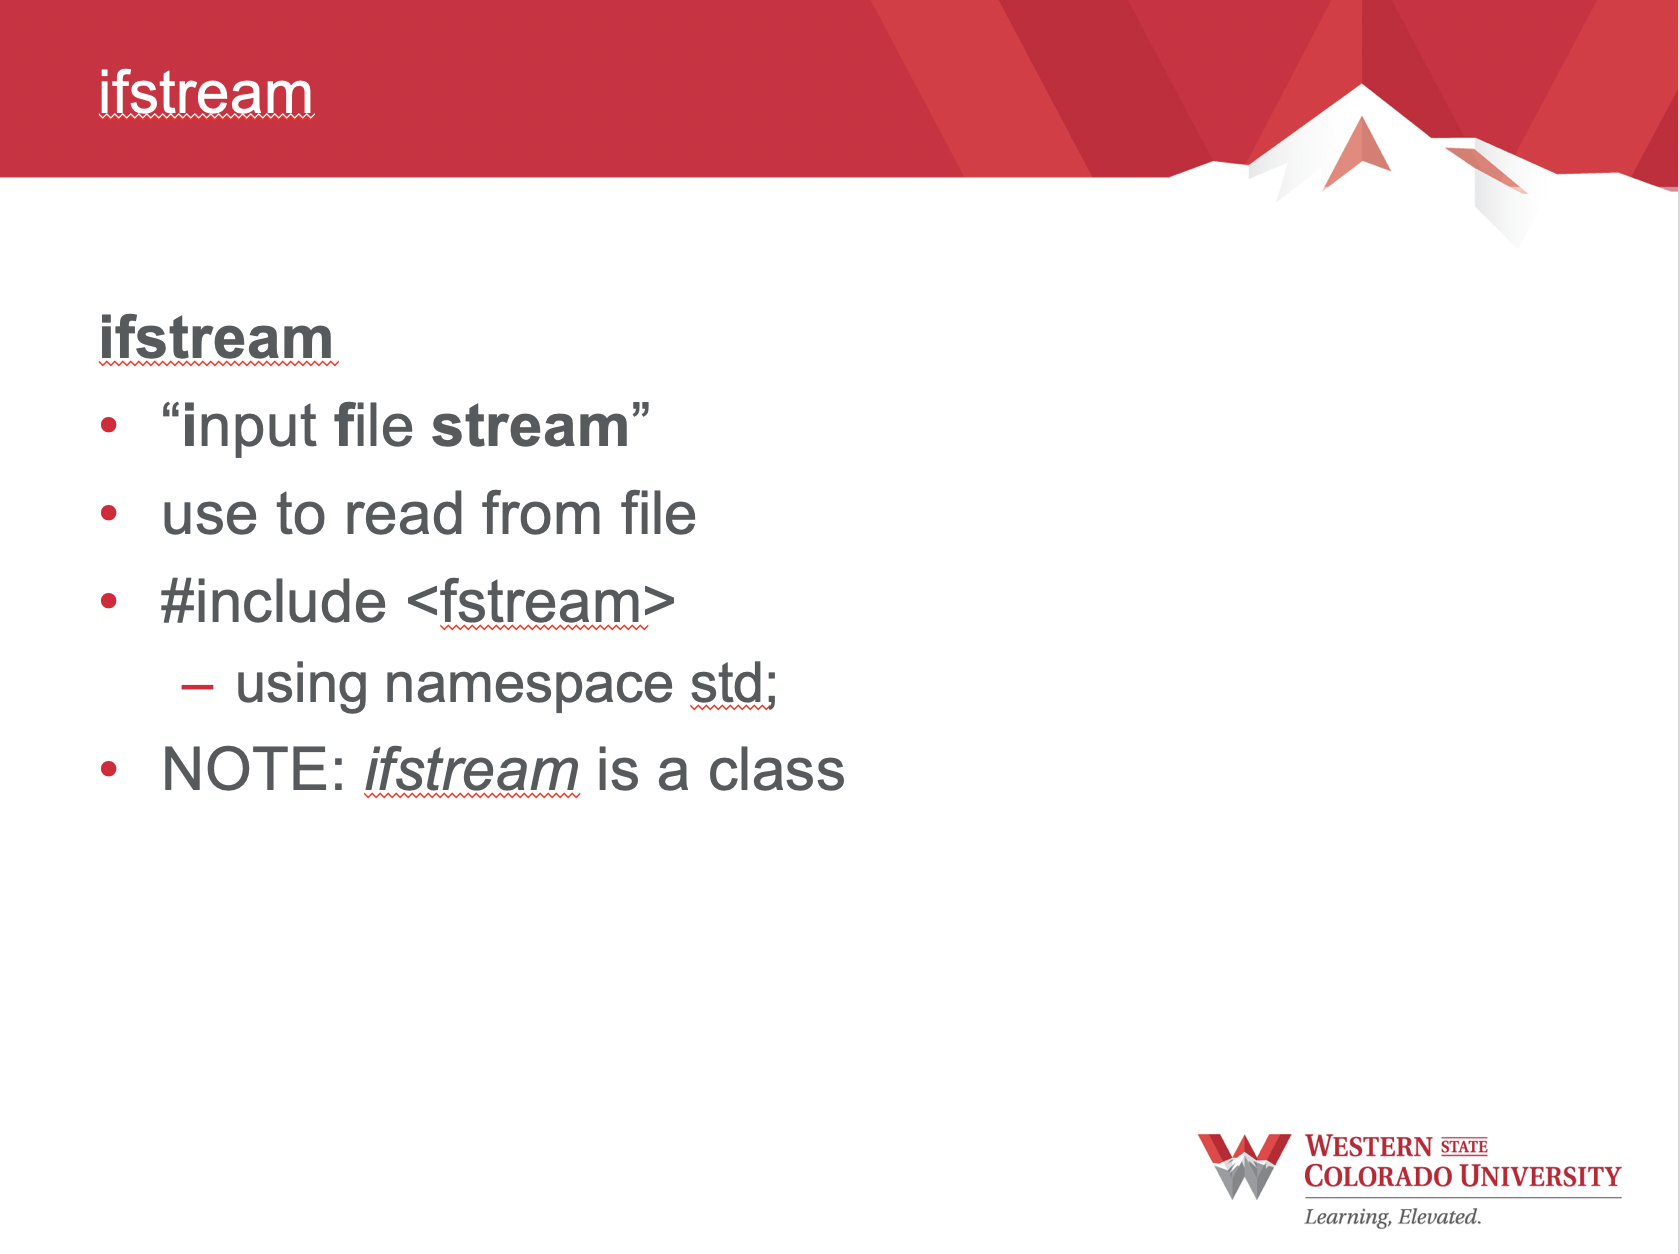 ifstream
ifstream
• “input file stream”
• use to read from file
• #include <fstream>
– using namespace std;
• NOTE: ifstream is a class
WESTERN STATE
COLORADO UNIVERSITY
Learning, Elevated.